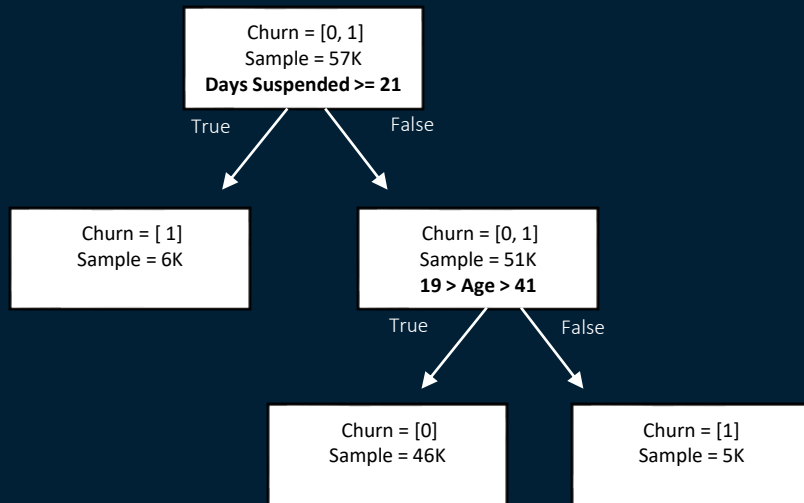 Churn = [0, 1]
Sample = 57K
Days Suspended >= 21
True
False
Churn = [ 1]
Sample = 6K
Churn = [0, 1]
Sample = 51K
19 > Age > 41
True
False
Churn = [0]
Sample = 46K
Churn = [1]
Sample = 5K